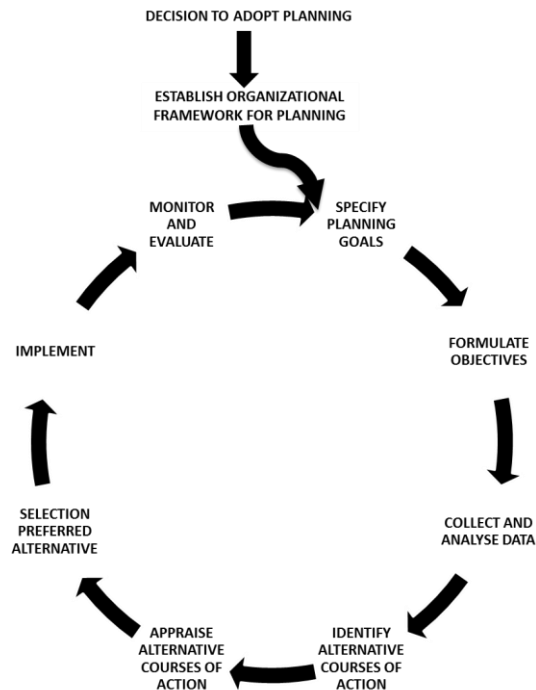 DECISION TO ADOPT PLANNING
ESTABLISH ORGANIZATIONAL
FRAMEWORK FOR PLANNING
MONITOR
AND
EVALUATE
SPECIFY
PLANNING
GOALS
FORMULATE
OBJECTIVES
COLLECT AND
ANALYSE DATA
IDENTIFY
ALTERNATIVE
COURSES OF
ACTION
APPRAISE
ALTERNATIVE
COURSES OF
ACTION
SELECTION
PREFERRED
ALTERNATIVE
IMPLEMENT